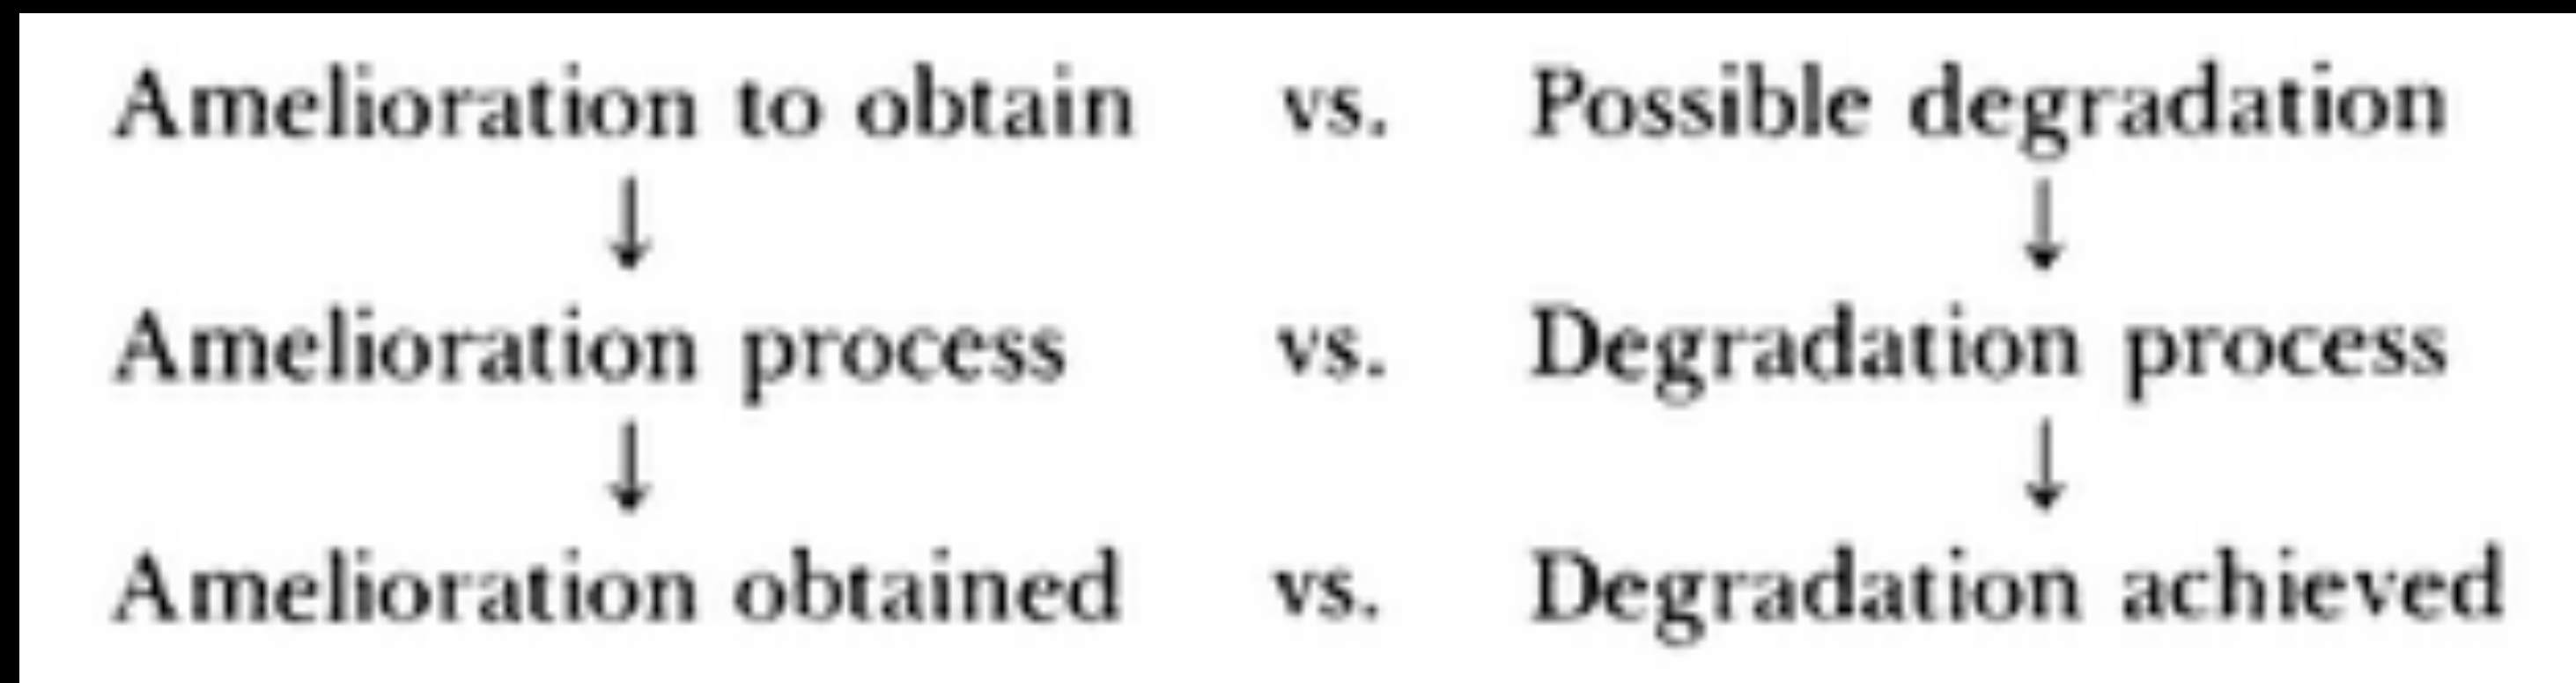 Amelioration to obtain vs. Possible degradation
Amelioration process vs. Degradation process
Amelioration obtained vs. Degradation achieved